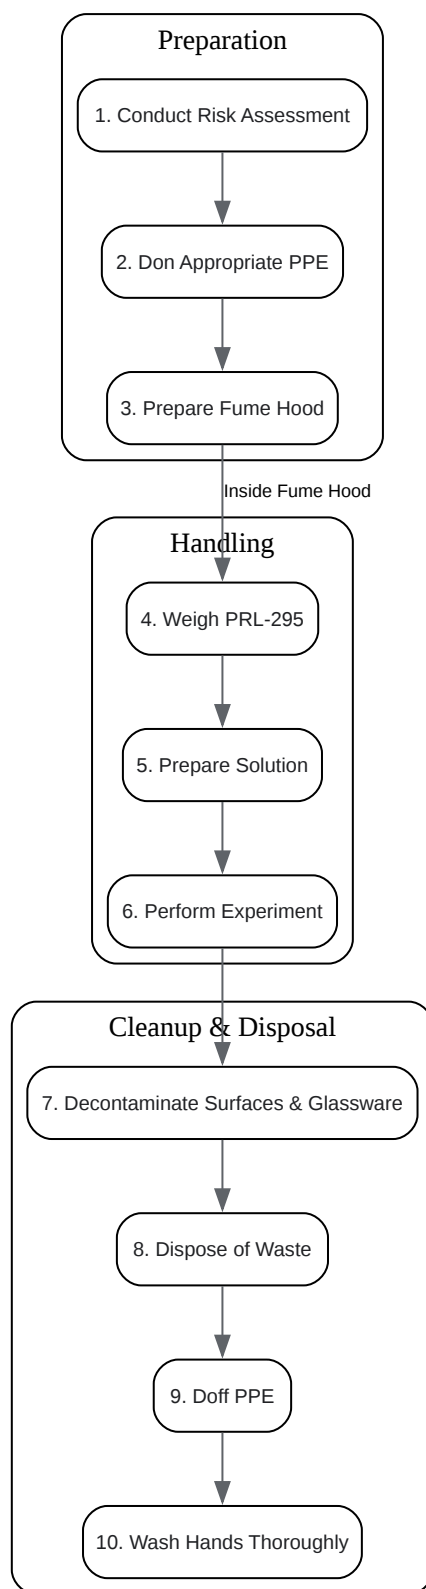 Preparation
1. Conduct Risk Assessment
2. Don Appropriate PPE
3. Prepare Fume Hood
Inside Fume Hood
Handling
4. Weigh PRL-295
5. Prepare Solution
6. Perform Experiment
Cleanup & Disposal
7. Decontaminate Surfaces & Glassware
8. Dispose of Waste
9. Doff PPE
10. Wash Hands Thoroughly